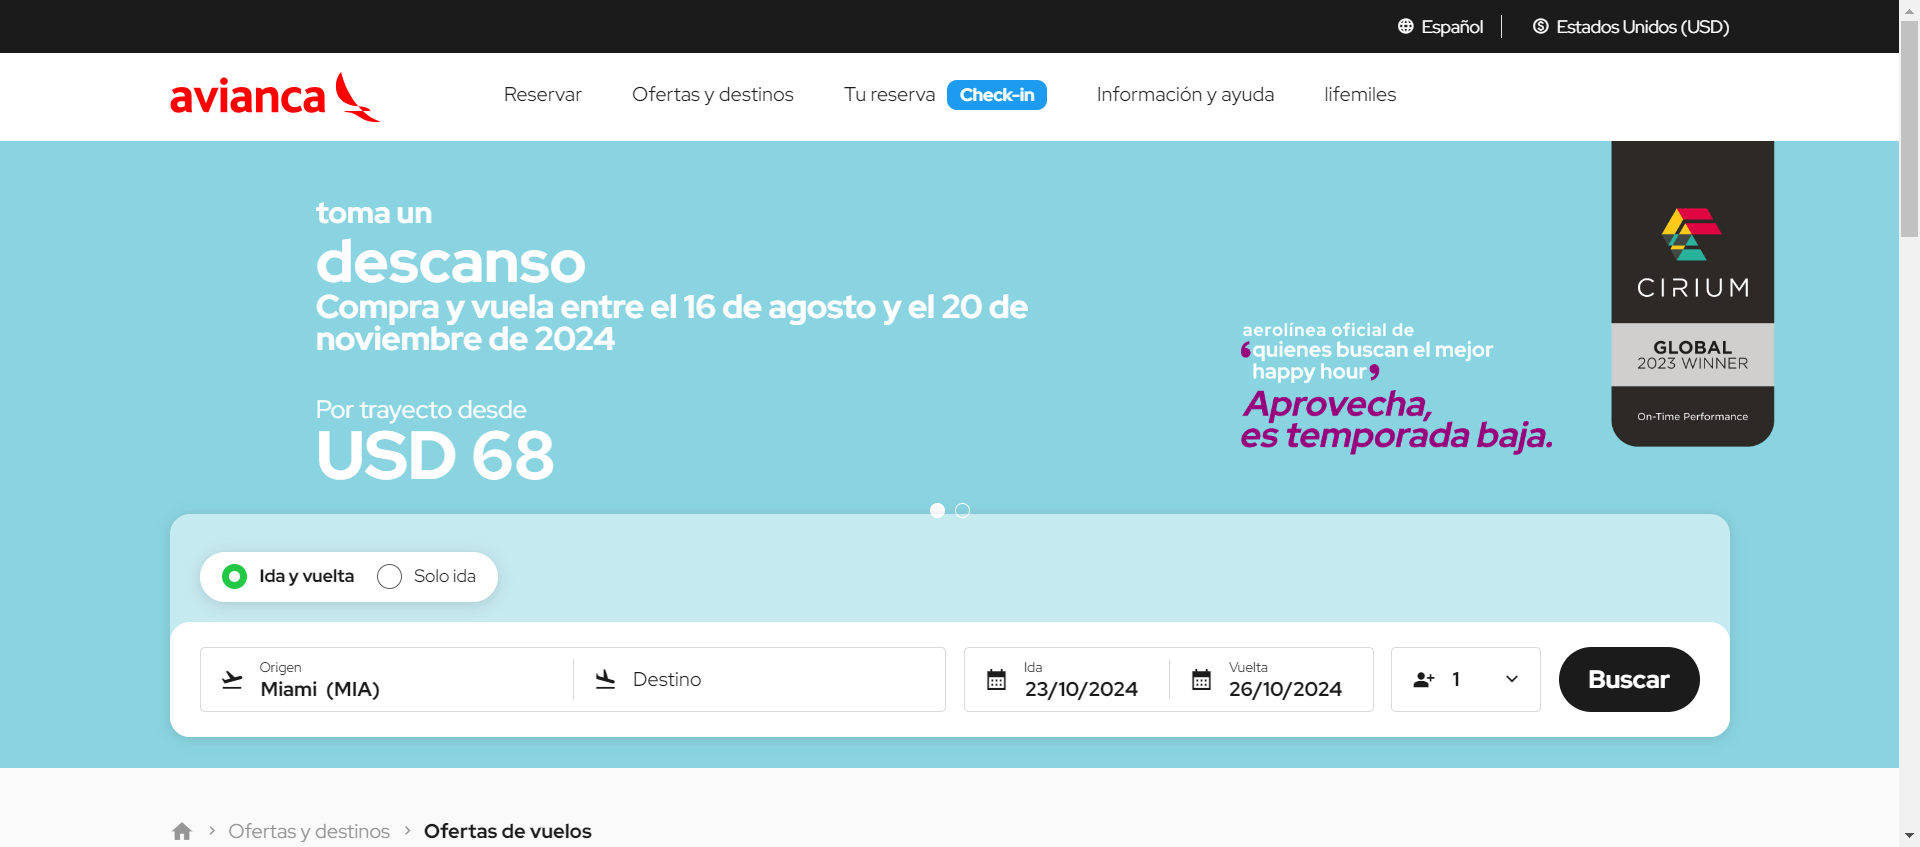 Español
Estados Unidos (USD)
avianca
Reservar
Ofertas y destinos
Tu reserva
Check-in
Información y ayuda
lifemiles
toma un
descanso
Compra y vuela entre el 16 de agosto y el 20 de
noviembre de 2024
Por trayecto desde
USD 68
aerolínea oficial de
‘quienes buscan el mejor
happy hour’
Aprovecha,
es temporada baja.
CIRIUM
GLOBAL
2023 WINNER
On-Time Performance
Ida y vuelta
Solo ida
Origen
Miami (MIA)
Destino
Ida
23/10/2024
Vuelta
26/10/2024
1
Buscar
Ofertas y destinos
Ofertas de vuelos